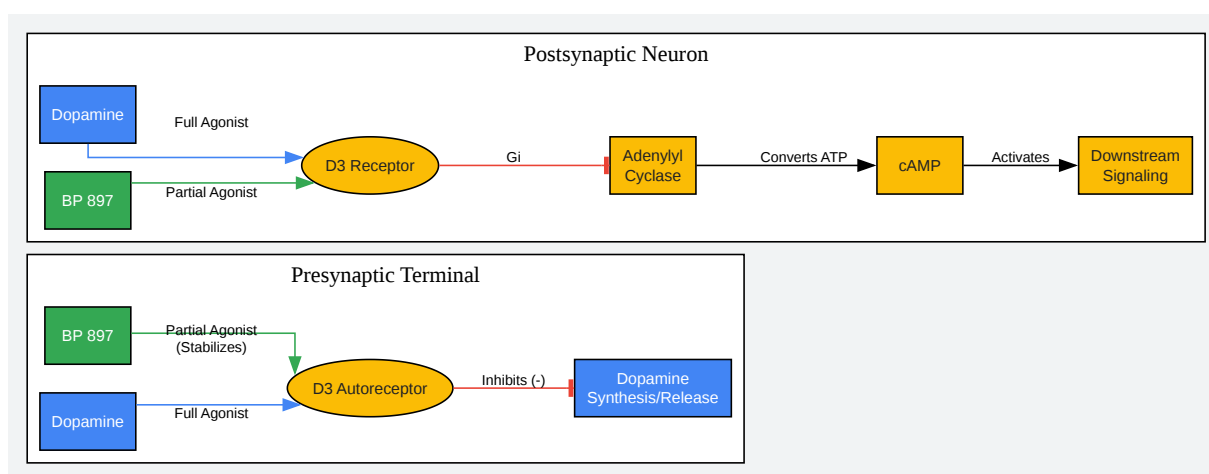 Postsynaptic Neuron
Dopamine
Full Agonist
BP 897
Partial Agonist
D3 Receptor
Gi
Adenylyl
Cyclase
Converts ATP
cAMP
Activates
Downstream
Signaling
Presynaptic Terminal
BP 897
Partial Agonist
(Stabilizes)
Dopamine
Full Agonist
D3 Autoreceptor
Inhibits (-)
Dopamine
Synthesis/Release